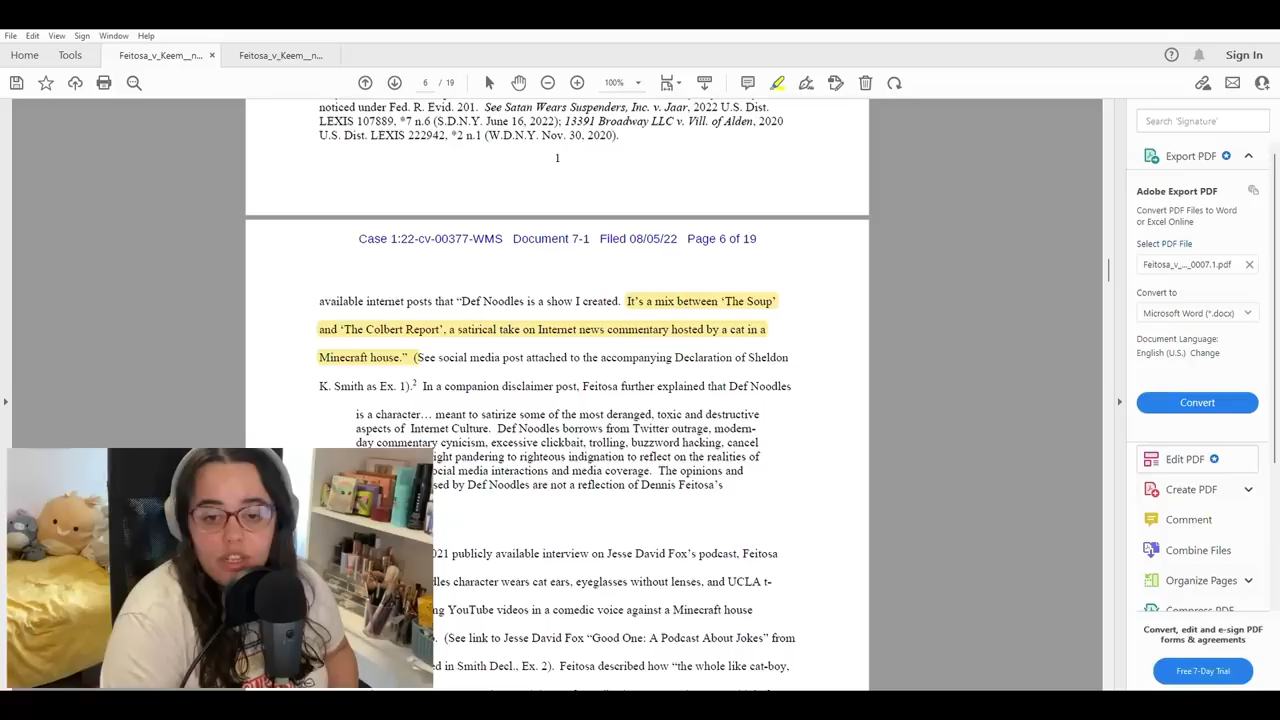 File Edit View Sign Window Help
Home Tools Feitosa_v_Keem__n... × Feitosa_v_Keem__n... Sign In
6 / 19 100%
noticed under Fed. R. Evid. 201. See Satan Wears Suspenders, Inc. v. Jaar, 2022 U.S. Dist.
LEXIS 107889, *7 n.6 (S.D.N.Y. June 16, 2022); 13391 Broadway LLC v. Vill. of Alden, 2020
U.S. Dist. LEXIS 222942, *2 n.1 (W.D.N.Y. Nov. 30, 2020).
1
Case 1:22-cv-00377-WMS Document 7-1 Filed 08/05/22 Page 6 of 19
available internet posts that “Def Noodles is a show I created. It’s a mix between ‘The Soup’
and ‘The Colbert Report’, a satirical take on Internet news commentary hosted by a cat in a
Minecraft house.” (See social media post attached to the accompanying Declaration of Sheldon
K. Smith as Ex. 1).2 In a companion disclaimer post, Feitosa further explained that Def Noodles
is a character… meant to satirize some of the most deranged, toxic and destructive
aspects of Internet Culture. Def Noodles borrows from Twitter outrage, modern-
day commentary cynicism, excessive clickbait, trolling, buzzword hacking, cancel
ight pandering to righteous indignation to reflect on the realities of
ocial media interactions and media coverage. The opinions and
sed by Def Noodles are not a reflection of Dennis Feitosa’s
021 publicly available interview on Jesse David Fox’s podcast, Feitosa
dles character wears cat ears, eyeglasses without lenses, and UCLA t-
ng YouTube videos in a comedic voice against a Minecraft house
. (See link to Jesse David Fox “Good One: A Podcast About Jokes” from
ed in Smith Decl., Ex. 2). Feitosa described how “the whole like cat-boy,
Search 'Signature'
Export PDF
Adobe Export PDF
Convert PDF Files to Word
or Excel Online
Select PDF File
Feitosa_v_..._0007.1.pdf ×
Convert to
Microsoft Word (*.docx)
Document Language:
English (U.S.) Change
Convert
Edit PDF
Create PDF
Comment
Combine Files
Organize Pages
Compress PDF
Convert, edit and e-sign PDF
forms & agreements
Free 7-Day Trial